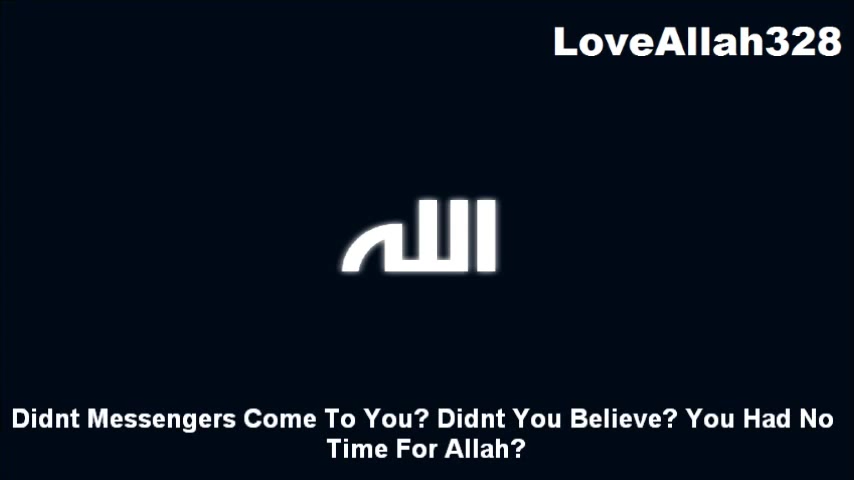 LoveAllah328
الله
Didnt Messengers Come To You? Didnt You Believe? You Had No
Time For Allah?